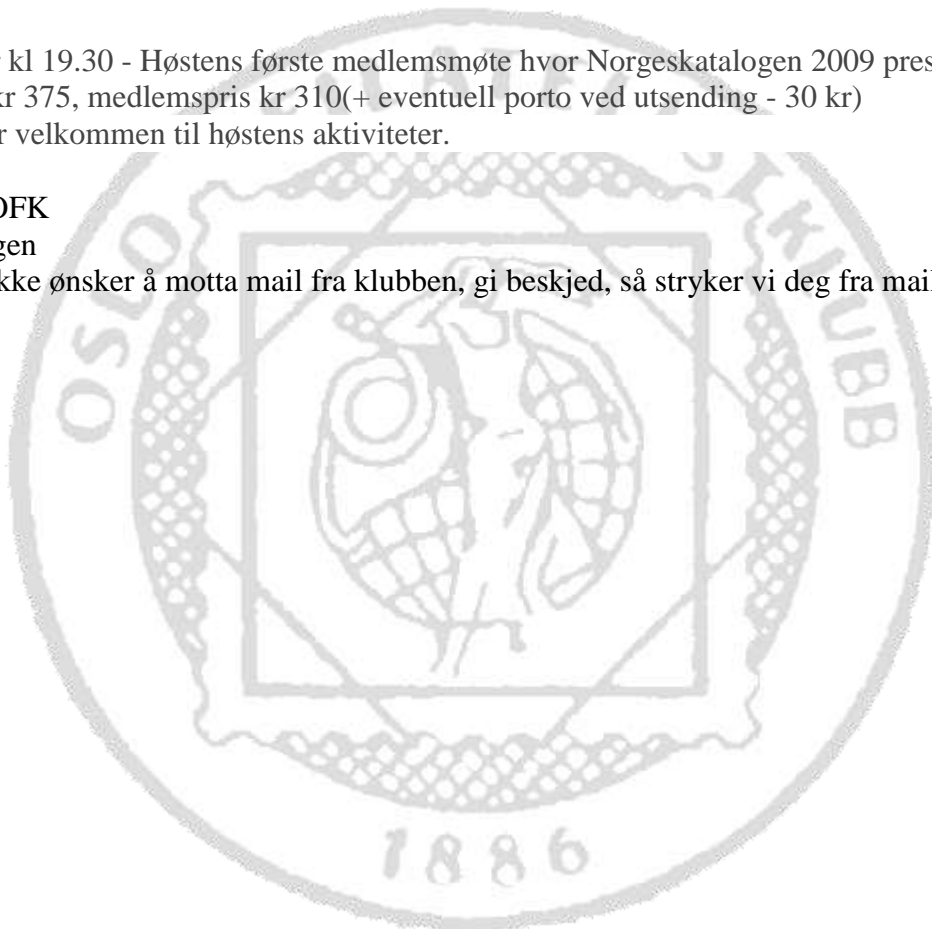 kl 19.30 - Høstens første medlemsmøte hvor Norgeskatalogen 2009 pres
kr 375, medlemspris kr 310(+ eventuell porto ved utsending - 30 kr)
velkommen til høstens aktiviteter.
OFK
gen
kke ønsker å motta mail fra klubben, gi beskjed, så stryker vi deg fra mail
OSLO
KLUBB
1886